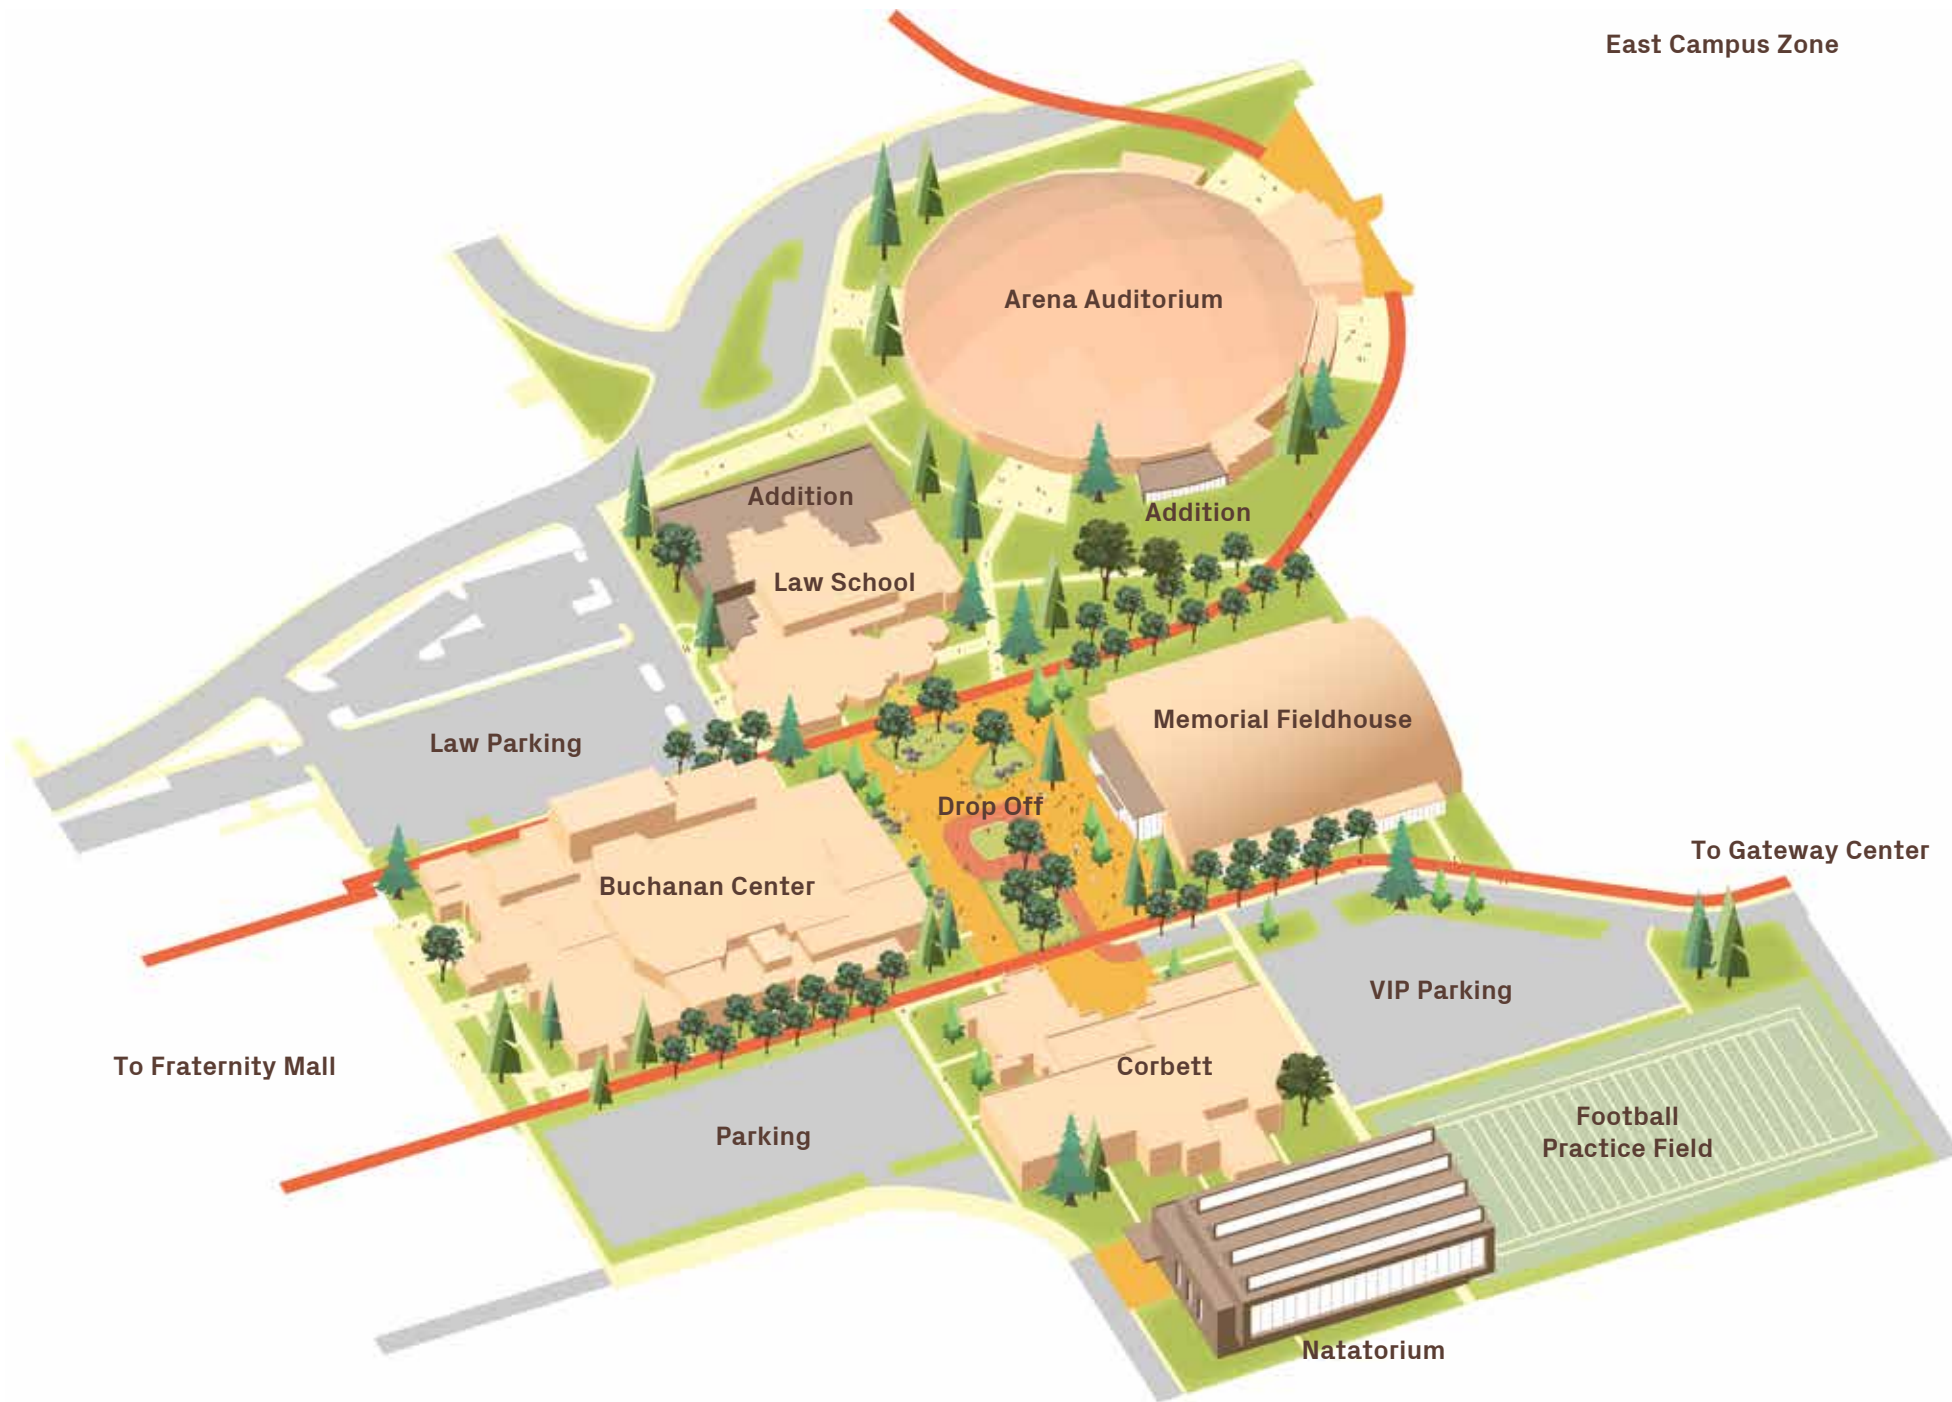 East Campus Zone
Arena Auditorium
Addition
Addition
Law School
Memorial Fieldhouse
Law Parking
Drop Off
To Gateway Center
Buchanan Center
VIP Parking
To Fraternity Mall
Corbett
Football
Practice Field
Parking
Natatorium